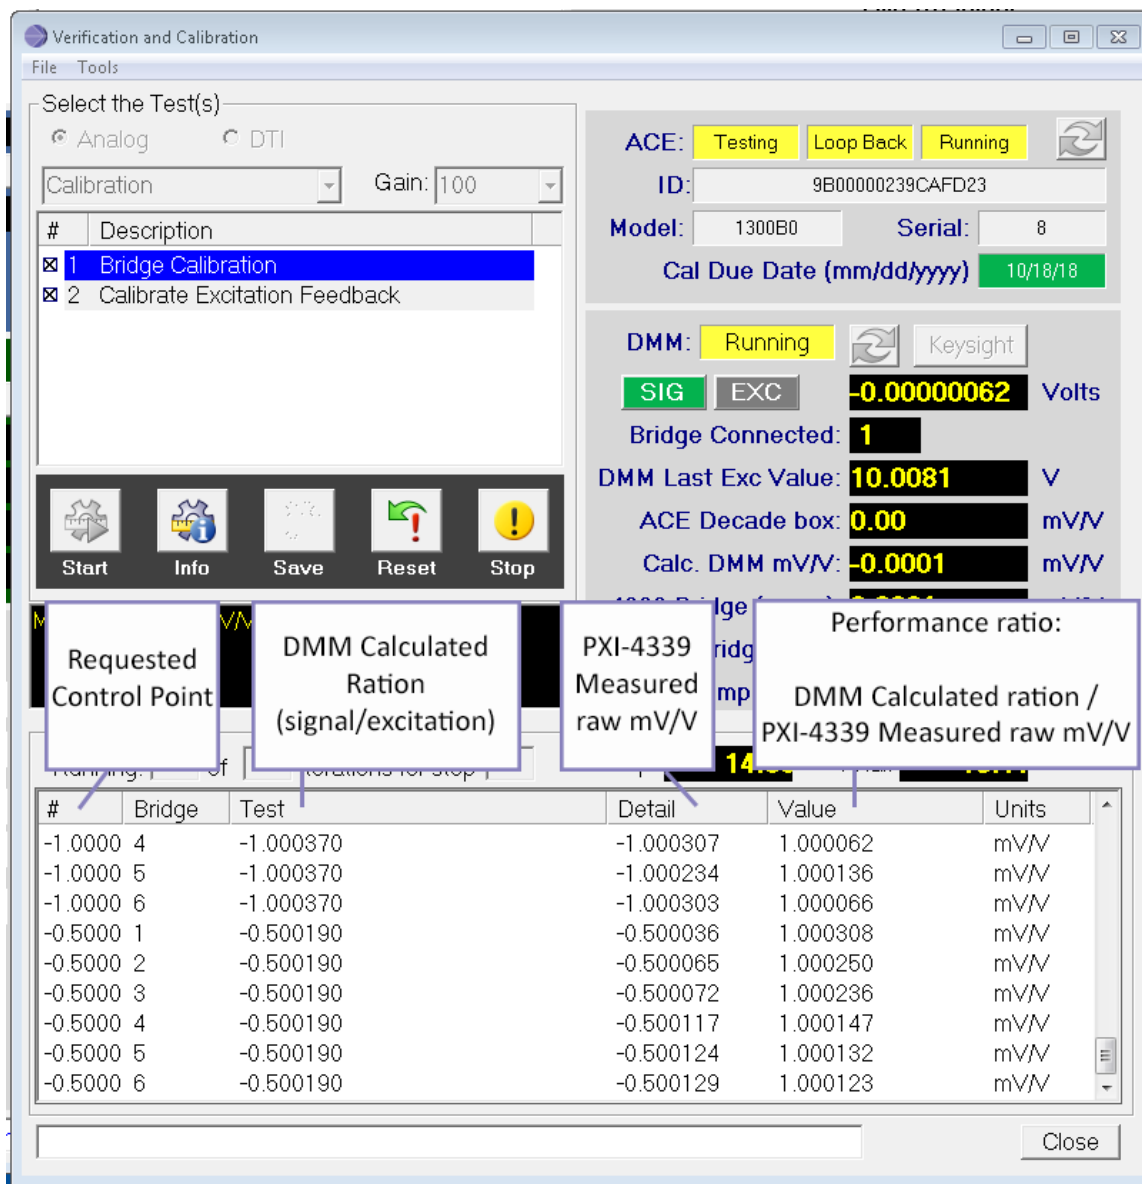 Verification and Calibration
File Tools
Select the Test(s)
Analog DTI
Calibration Gain: 100
# Description
1 Bridge Calibration
2 Calibrate Excitation Feedback
Start Info Save Reset Stop
ACE: Testing Loop Back Running
ID: 9B00000239CAFD23
Model: 1300B0 Serial: 8
Cal Due Date (mm/dd/yyyy) 10/18/18
DMM: Running Keysight
SIG EXC -0.00000062 Volts
Bridge Connected: 1
DMM Last Exc Value: 10.0081 V
ACE Decade box: 0.00 mV/V
Calc. DMM mV/V: -0.0001 mV/V
Requested
Control Point
DMM Calculated
Ration
(signal/excitation)
PXI-4339
Measured
raw mV/V
Performance ratio:
DMM Calculated ration /
PXI-4339 Measured raw mV/V
# Bridge Test Detail Value Units
-1.0000 4 -1.000370 -1.000307 1.000062 mV/V
-1.0000 5 -1.000370 -1.000234 1.000136 mV/V
-1.0000 6 -1.000370 -1.000303 1.000066 mV/V
-0.5000 1 -0.500190 -0.500036 1.000308 mV/V
-0.5000 2 -0.500190 -0.500065 1.000250 mV/V
-0.5000 3 -0.500190 -0.500072 1.000236 mV/V
-0.5000 4 -0.500190 -0.500117 1.000147 mV/V
-0.5000 5 -0.500190 -0.500124 1.000132 mV/V
-0.5000 6 -0.500190 -0.500129 1.000123 mV/V
Close